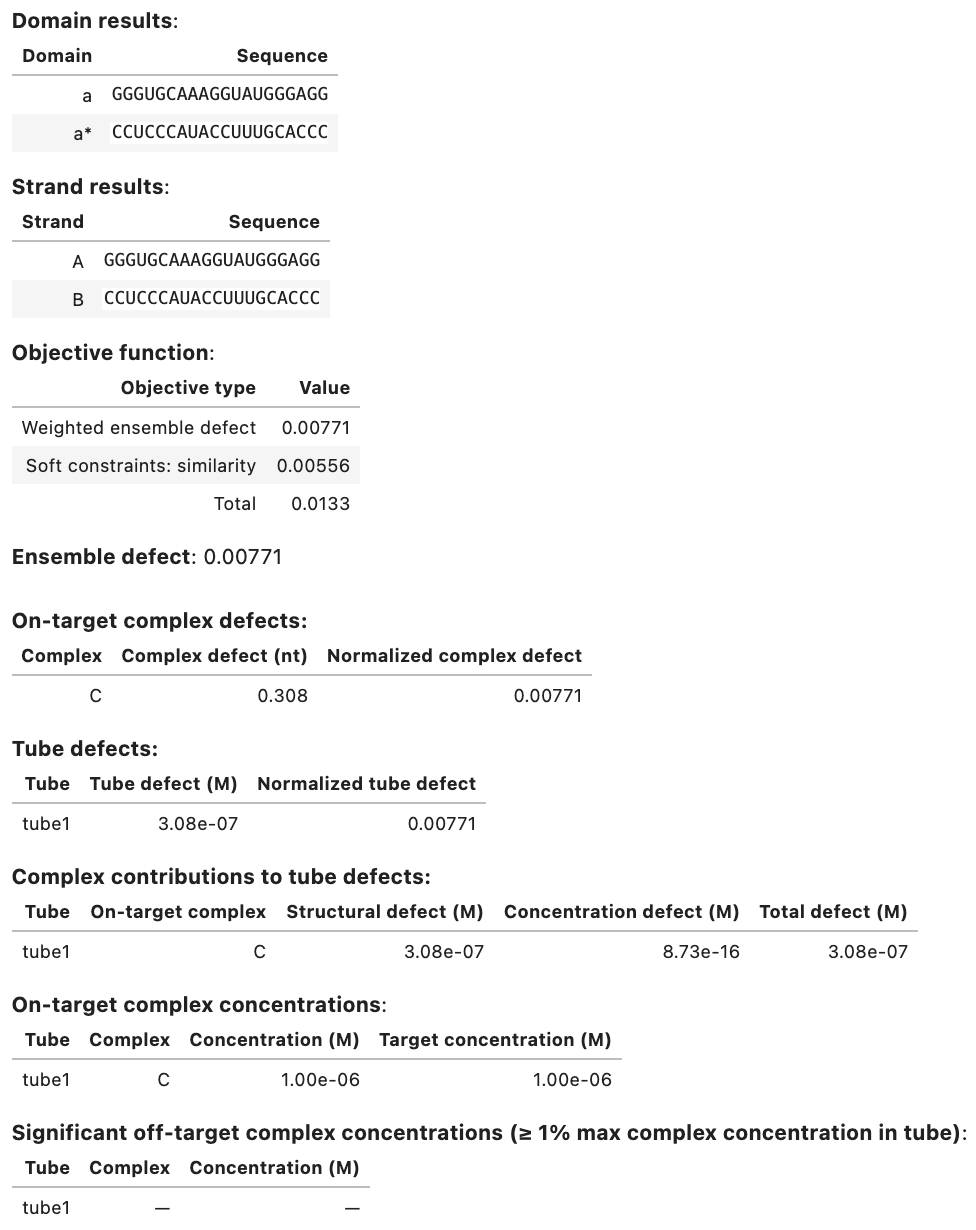 Domain results:
Domain Sequence
a GGGUGCAAAGGUAUGGGAGG
a* CCUCCCAUACCUUUGCACCC
Strand results:
Strand Sequence
A GGGUGCAAAGGUAUGGGAGG
B CCUCCCAUACCUUUGCACCC
Objective function:
Objective type Value
Weighted ensemble defect 0.00771
Soft constraints: similarity 0.00556
Total 0.0133
Ensemble defect: 0.00771
On-target complex defects:
Complex Complex defect (nt) Normalized complex defect
C 0.308 0.00771
Tube defects:
Tube Tube defect (M) Normalized tube defect
tube1 3.08e-07 0.00771
Complex contributions to tube defects:
Tube On-target complex Structural defect (M) Concentration defect (M) Total defect (M)
tube1 C 3.08e-07 8.73e-16 3.08e-07
On-target complex concentrations:
Tube Complex Concentration (M) Target concentration (M)
tube1 C 1.00e-06 1.00e-06
Significant off-target complex concentrations (≥ 1% max complex concentration in tube):
Tube Complex Concentration (M)
tube1 — —